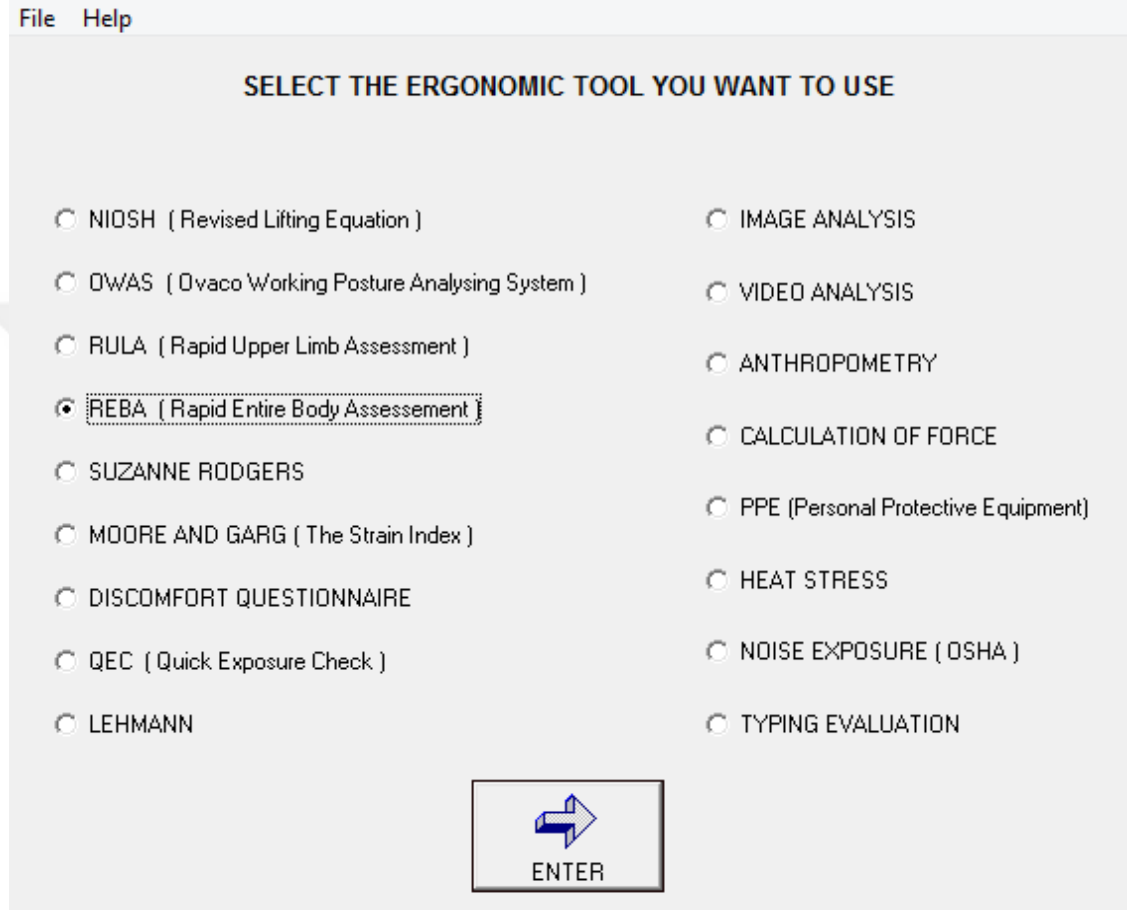 File Help
SELECT THE ERGONOMIC TOOL YOU WANT TO USE
NIOSH ( Revised Lifting Equation )
OWAS ( Ovaco Working Posture Analysing System )
RULA ( Rapid Upper Limb Assessment )
REBA ( Rapid Entire Body Assessement )
SUZANNE RODGERS
MOORE AND GARG ( The Strain Index )
DISCOMFORT QUESTIONNAIRE
QEC ( Quick Exposure Check )
LEHMANN
IMAGE ANALYSIS
VIDEO ANALYSIS
ANTHROPOMETRY
CALCULATION OF FORCE
PPE (Personal Protective Equipment)
HEAT STRESS
NOISE EXPOSURE ( OSHA )
TYPING EVALUATION
ENTER